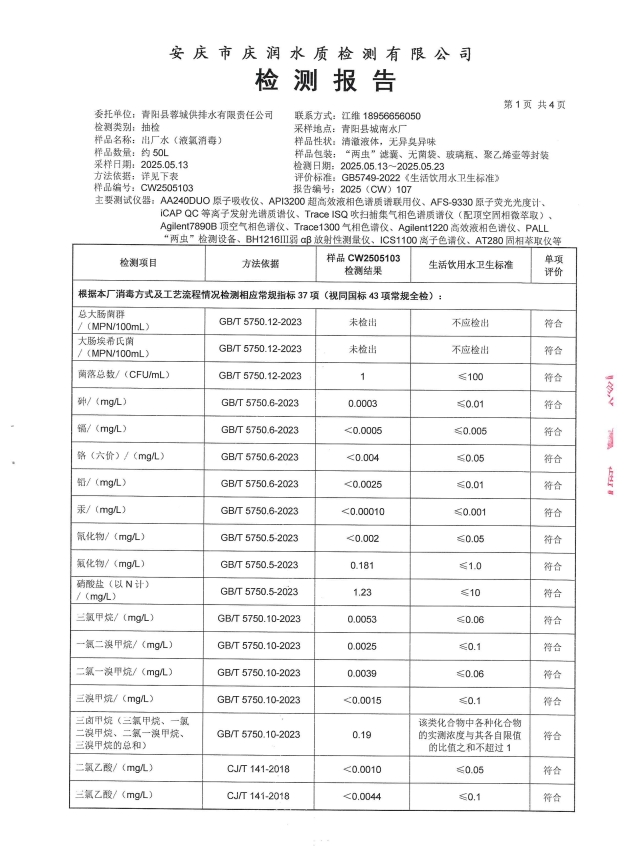 安庆市庆润水质检测有限公司
检测报告
第1页 共4页
委托单位：青阳县蓉城供排水有限责任公司 联系方式：江维 18956656050
检测类别：抽检 采样地点：青阳县城南水厂
样品名称：出厂水（液氯消毒） 样品性状：清澈液体，无异臭异味
样品数量：约 50L 样品包装：“两虫”滤囊、无菌袋、玻璃瓶、聚乙烯壶等封装
采样日期：2025.05.13 检测日期：2025.05.13～2025.05.23
方法依据：详见下表 评价标准：GB5749-2022《生活饮用水卫生标准》
样品编号：CW2505103 报告编号：2025（CW）107
主要测试仪器：AA240DUO 原子吸收仪、API3200 超高效液相色谱质谱联用仪、AFS-9330 原子荧光光度计、
iCAP QC 等离子发射光谱质谱仪、Trace ISQ 吹扫捕集气相色谱质谱仪（配顶空固相微萃取）、
Agilent7890B 顶空气相色谱仪、Trace1300 气相色谱仪、Agilent1220 高效液相色谱仪、PALL
“两虫”检测设备、BH1216III弱 αβ 放射性测量仪、ICS1100 离子色谱仪、AT280 固相萃取仪等
检测项目 方法依据 样品 CW2505103 检测结果 生活饮用水卫生标准 单项评价
根据本厂消毒方式及工艺流程情况检测相应常规指标 37 项（视同国标 43 项常规全检）：
总大肠菌群/（MPN/100mL） GB/T 5750.12-2023 未检出 不应检出 符合
大肠埃希氏菌/（MPN/100mL） GB/T 5750.12-2023 未检出 不应检出 符合
菌落总数/（CFU/mL） GB/T 5750.12-2023 1 ≤100 符合
砷/（mg/L） GB/T 5750.6-2023 0.0003 ≤0.01 符合
镉/（mg/L） GB/T 5750.6-2023 <0.0005 ≤0.005 符合
铬（六价）/（mg/L） GB/T 5750.6-2023 <0.004 ≤0.05 符合
铅/（mg/L） GB/T 5750.6-2023 <0.0025 ≤0.01 符合
汞/（mg/L） GB/T 5750.6-2023 <0.00010 ≤0.001 符合
氰化物/（mg/L） GB/T 5750.5-2023 <0.002 ≤0.05 符合
氟化物/（mg/L） GB/T 5750.5-2023 0.181 ≤1.0 符合
硝酸盐（以 N 计）/（mg/L） GB/T 5750.5-2023 1.23 ≤10 符合
三氯甲烷/（mg/L） GB/T 5750.10-2023 0.0053 ≤0.06 符合
一氯二溴甲烷/（mg/L） GB/T 5750.10-2023 0.0025 ≤0.1 符合
二氯一溴甲烷/（mg/L） GB/T 5750.10-2023 0.0039 ≤0.06 符合
三溴甲烷/（mg/L） GB/T 5750.10-2023 <0.0015 ≤0.1 符合
三卤甲烷（三氯甲烷、一氯二溴甲烷、二氯一溴甲烷、三溴甲烷的总和） GB/T 5750.10-2023 0.19 该类化合物中各种化合物的实测浓度与其各自限值的比值之和不超过 1 符合
二氯乙酸/（mg/L） CJ/T 141-2018 <0.0010 ≤0.05 符合
三氯乙酸/（mg/L） CJ/T 141-2018 <0.0044 ≤0.1 符合